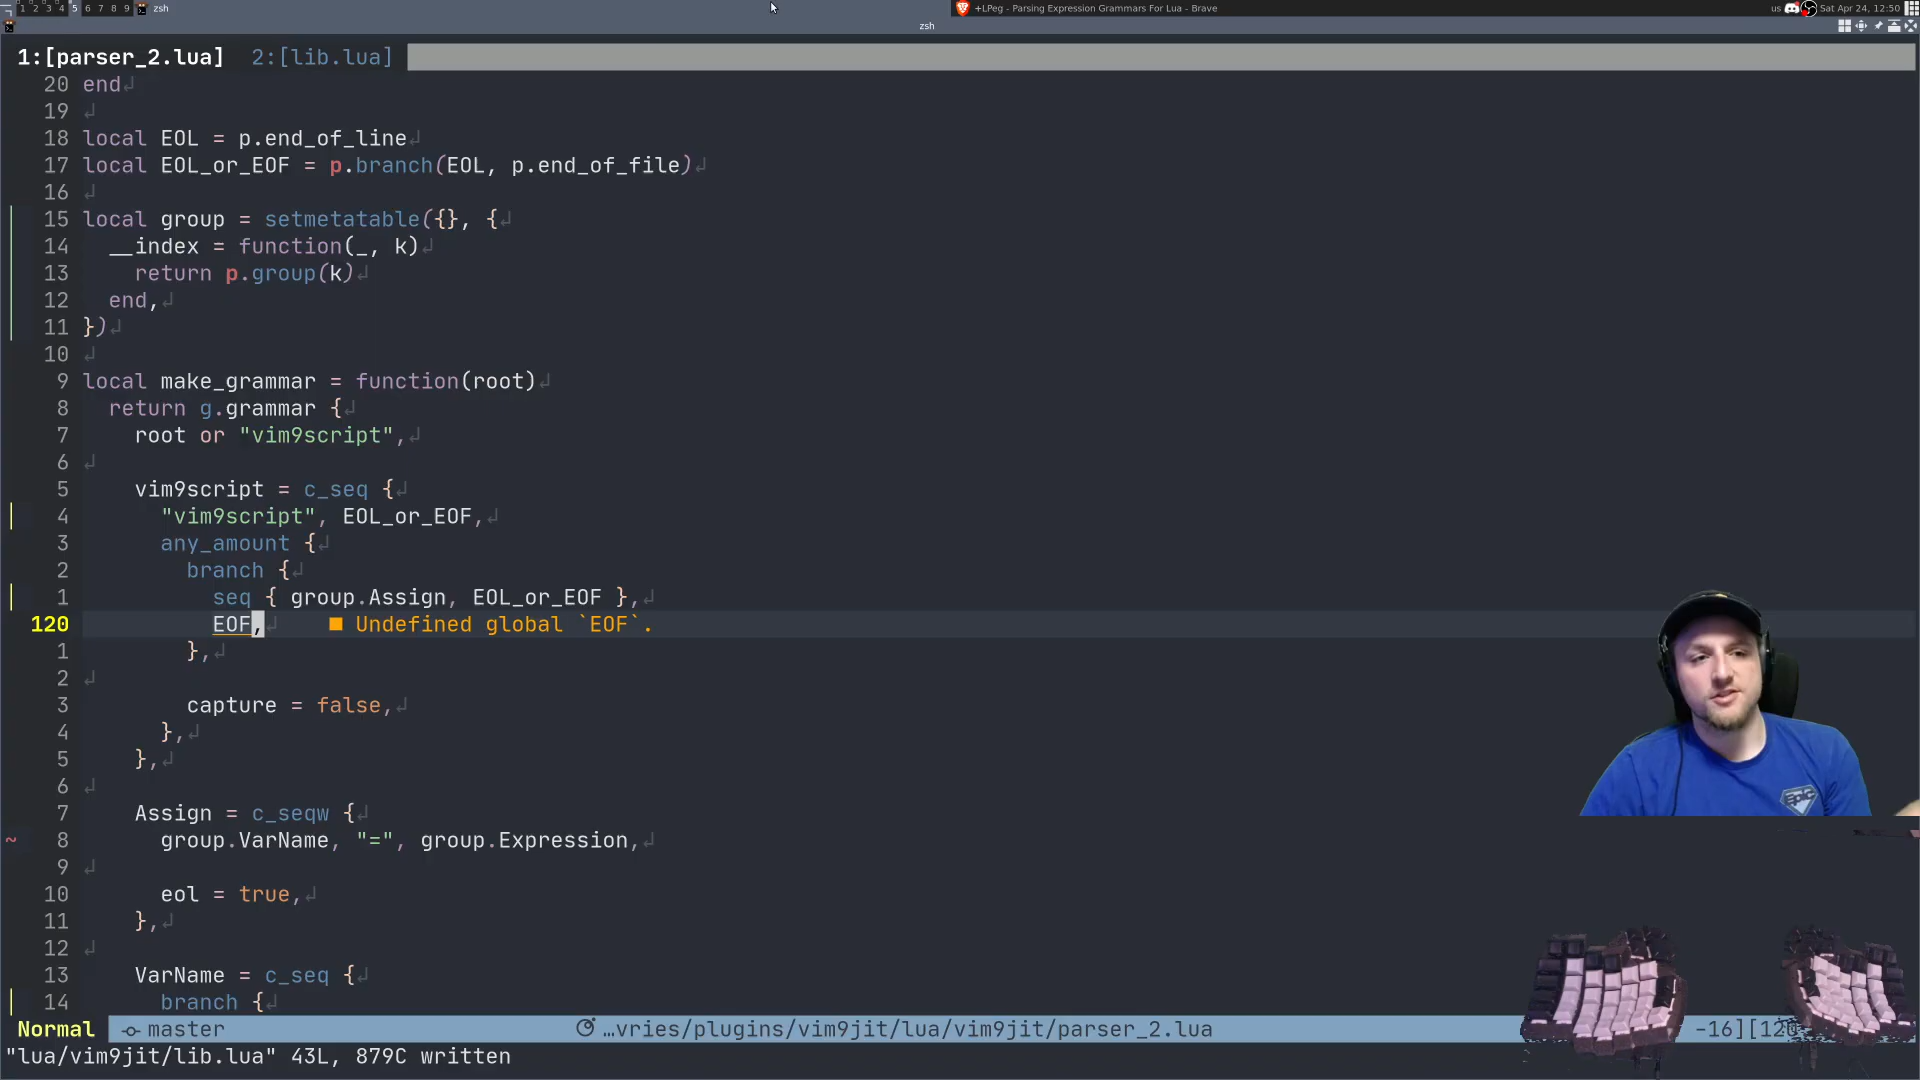 1 2 3 4 5 6 7 8 9 zsh
+LPeg - Parsing Expression Grammars For Lua - Brave
us Sat Apr 24, 12:50
zsh
1:[parser_2.lua] 2:[lib.lua]
20 end
19
18 local EOL = p.end_of_line
17 local EOL_or_EOF = p.branch(EOL, p.end_of_file)
16
15 local group = setmetatable({}, {
14 __index = function(_, k)
13 return p.group(k)
12 end,
11 })
10
9 local make_grammar = function(root)
8 return g.grammar {
7 root or "vim9script",
6
5 vim9script = c_seq {
4 "vim9script", EOL_or_EOF,
3 any_amount {
2 branch {
1 seq { group.Assign, EOL_or_EOF },
120 EOF, ■ Undefined global `EOF`.
1 },
2
3 capture = false,
4 },
5 },
6
7 Assign = c_seqw {
~ 8 group.VarName, "=", group.Expression,
9
10 eol = true,
11 },
12
13 VarName = c_seq {
14 branch {
Normal master …vries/plugins/vim9jit/lua/vim9jit/parser_2.lua -16][120
"lua/vim9jit/lib.lua" 43L, 879C written